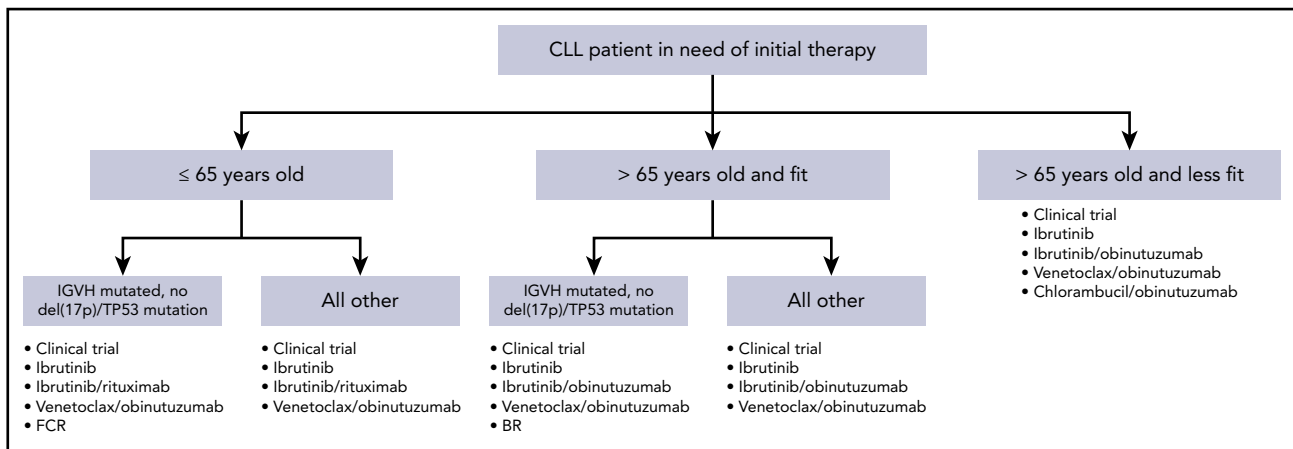 CLL patient in need of initial therapy
≤ 65 years old
> 65 years old and fit
> 65 years old and less fit
• Clinical trial
• Ibrutinib
• Ibrutinib/obinutuzumab
• Venetoclax/obinutuzumab
• Chlorambucil/obinutuzumab
IGVH mutated, no
del(17p)/TP53 mutation
• Clinical trial
• Ibrutinib
• Ibrutinib/rituximab
• Venetoclax/obinutuzumab
• FCR
All other
• Clinical trial
• Ibrutinib
• Ibrutinib/rituximab
• Venetoclax/obinutuzumab
IGVH mutated, no
del(17p)/TP53 mutation
• Clinical trial
• Ibrutinib
• Ibrutinib/obinutuzumab
• Venetoclax/obinutuzumab
• BR
All other
• Clinical trial
• Ibrutinib
• Ibrutinib/obinutuzumab
• Venetoclax/obinutuzumab